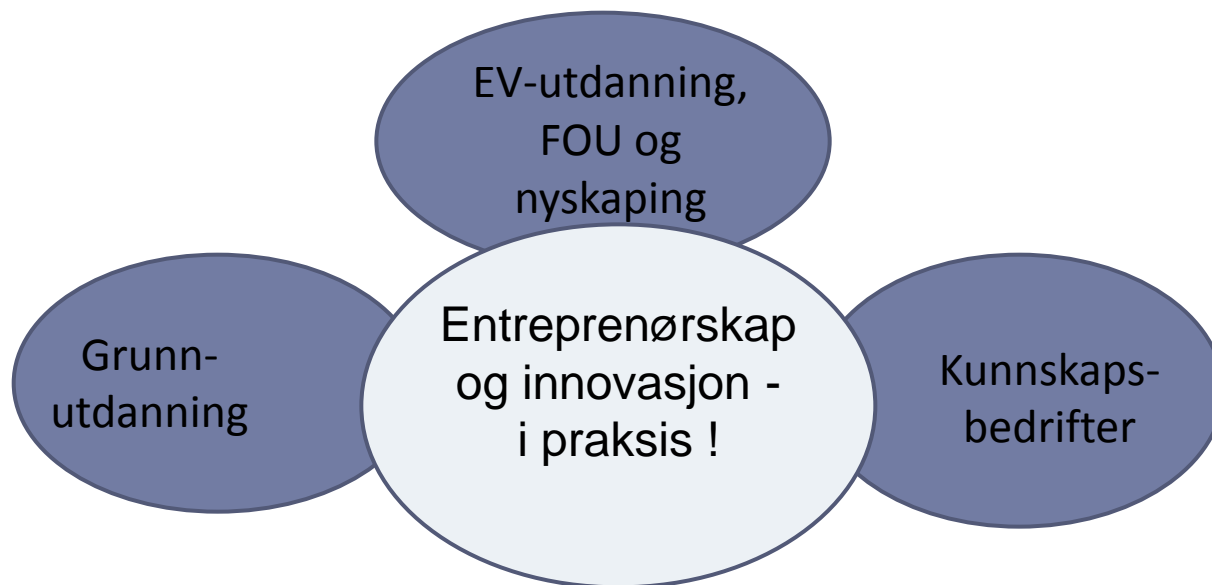 EV-utdanning,
FOU og
nyskaping
Entreprenørskap
og innovasjon -
i praksis !
Grunn-
utdanning
Kunnskaps-
bedrifter